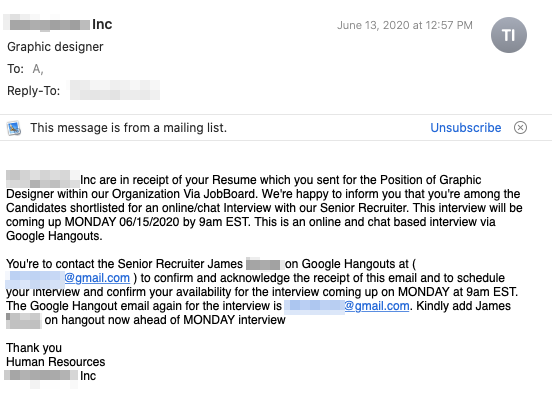 Inc
June 13, 2020 at 12:57 PM
TI
Graphic designer
To: A,
Reply-To:
This message is from a mailing list.
Unsubscribe
Inc are in receipt of your Resume which you sent for the Position of Graphic
Designer within our Organization Via JobBoard. We're happy to inform you that you're among the
Candidates shortlisted for an online/chat Interview with our Senior Recruiter. This interview will be
coming up MONDAY 06/15/2020 by 9am EST. This is an online and chat based interview via
Google Hangouts.
You're to contact the Senior Recruiter James on Google Hangouts at (
@gmail.com ) to confirm and acknowledge the receipt of this email and to schedule
your interview and confirm your availability for the interview coming up on MONDAY at 9am EST.
The Google Hangout email again for the interview is @gmail.com. Kindly add James
on hangout now ahead of MONDAY interview
Thank you
Human Resources
Inc